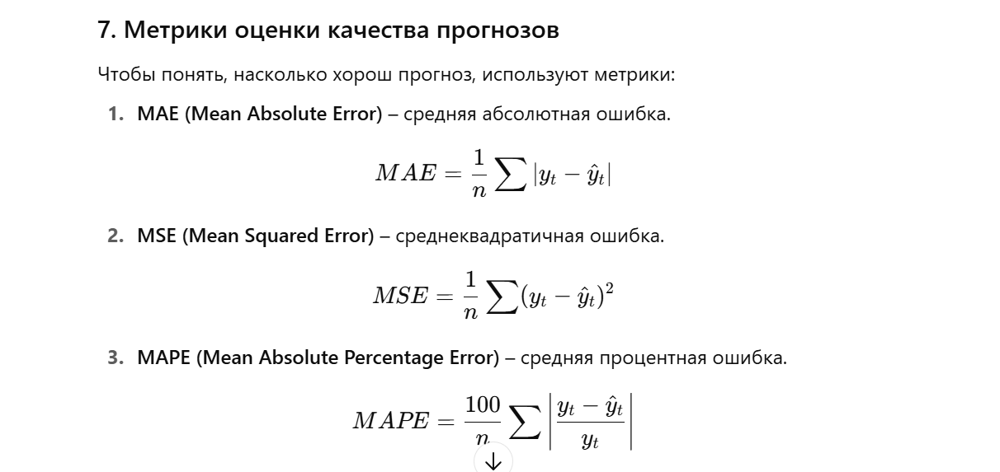 7. Метрики оценки качества прогнозов
Чтобы понять, насколько хорош прогноз, используют метрики:
1. MAE (Mean Absolute Error) – средняя абсолютная ошибка.
MAE = \frac{1}{n} \sum |y_t - \hat{y}_t|
2. MSE (Mean Squared Error) – среднеквадратичная ошибка.
MSE = \frac{1}{n} \sum (y_t - \hat{y}_t)^2
3. MAPE (Mean Absolute Percentage Error) – средняя процентная ошибка.
MAPE = \frac{100}{n} \sum \left| \frac{y_t - \hat{y}_t}{y_t} \right|